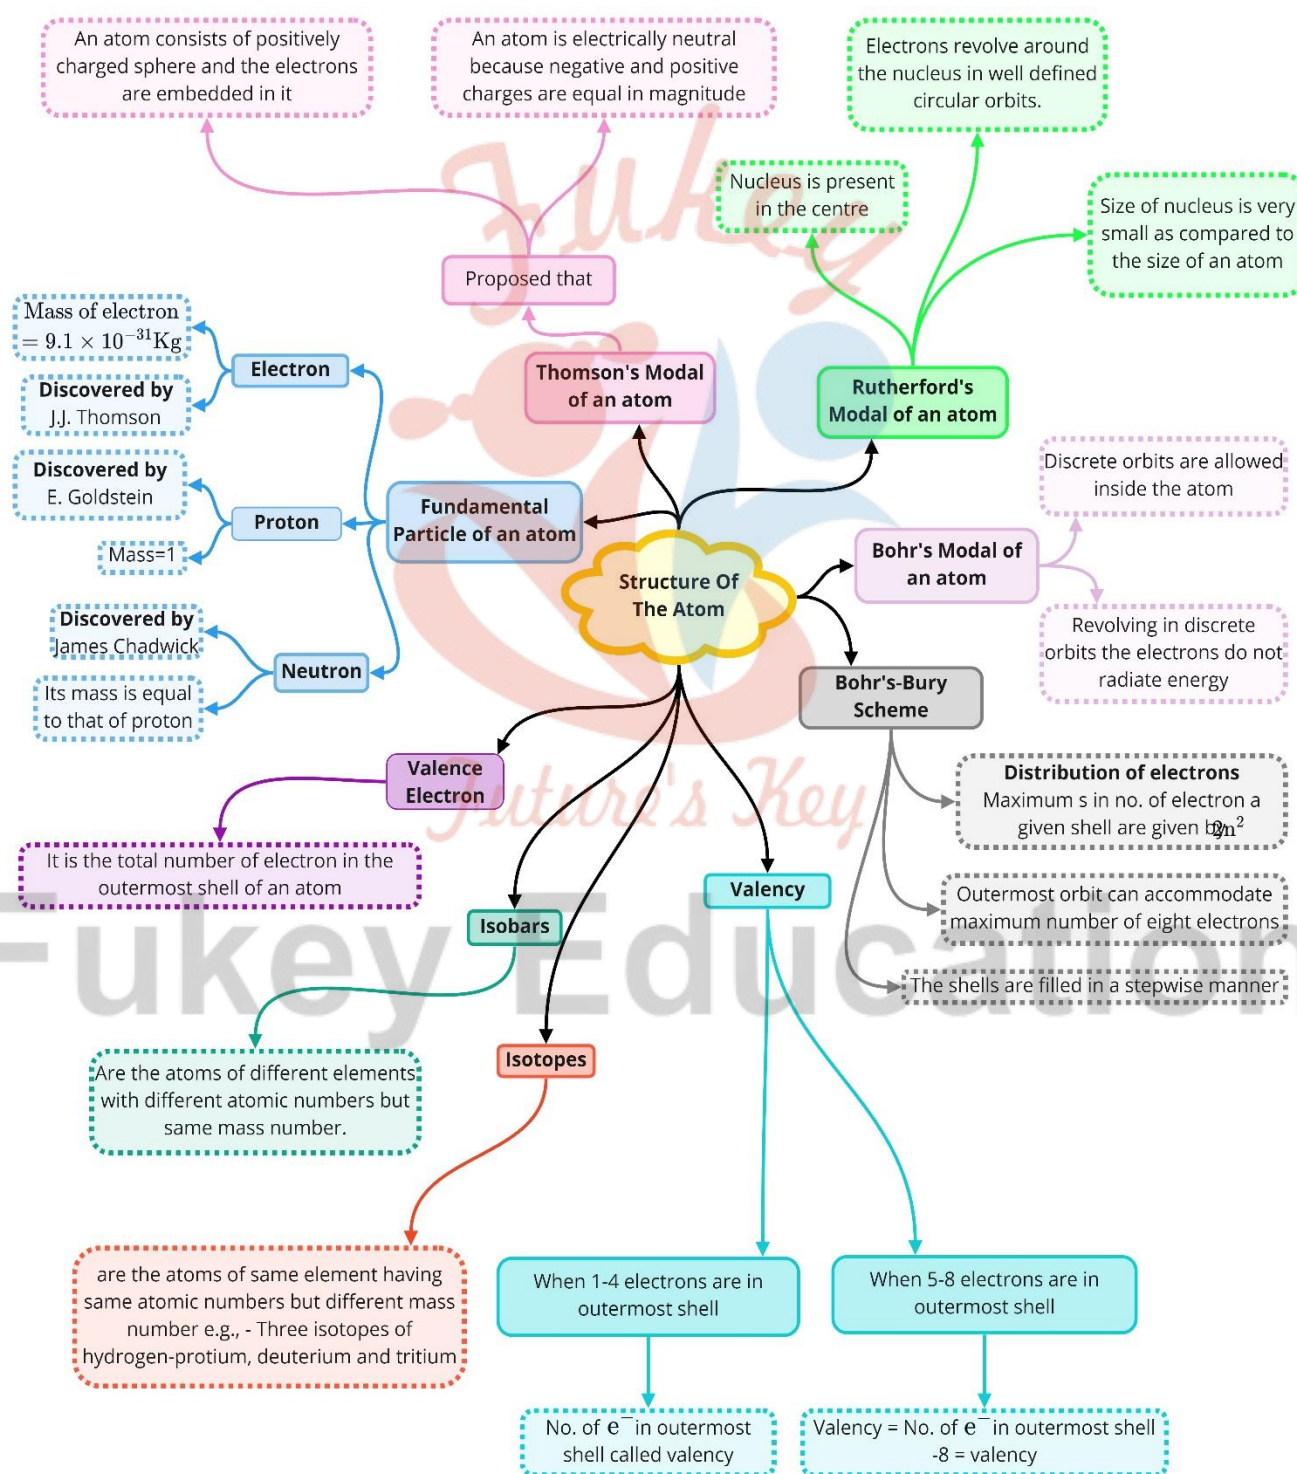 An atom consists of positively
charged sphere and the electrons
are embedded in it
An atom is electrically neutral
because negative and positive
charges are equal in magnitude
Electrons revolve around
the nucleus in well defined
circular orbits.
Nucleus is present
in the centre
Size of nucleus is very
small as compared to
the size of an atom
Fukey
Proposed that
Thomson's Modal
of an atom
Rutherford's
Modal of an atom
Mass of electron
= 9.1 × 10⁻³¹Kg
Electron
Discovered by
J.J. Thomson
Discovered by
E. Goldstein
Proton
Mass=1
Fundamental
Particle of an atom
Discovered by
James Chadwick
Neutron
Its mass is equal
to that of proton
Structure Of
The Atom
Discrete orbits are allowed
inside the atom
Bohr's Modal of
an atom
Revolving in discrete
orbits the electrons do not
radiate energy
Bohr's-Bury
Scheme
Distribution of electrons
Maximum s in no. of electron a
given shell are given by 2n²
Outermost orbit can accommodate
maximum number of eight electrons
The shells are filled in a stepwise manner
Valence
Electron
Future's Key
It is the total number of electron in the
outermost shell of an atom
Valency
Isobars
Fukey Education
Are the atoms of different elements
with different atomic numbers but
same mass number.
Isotopes
are the atoms of same element having
same atomic numbers but different mass
number e.g., - Three isotopes of
hydrogen-protium, deuterium and tritium
When 1-4 electrons are in
outermost shell
When 5-8 electrons are in
outermost shell
No. of e⁻ in outermost
shell called valency
Valency = No. of e⁻ in outermost shell
-8 = valency